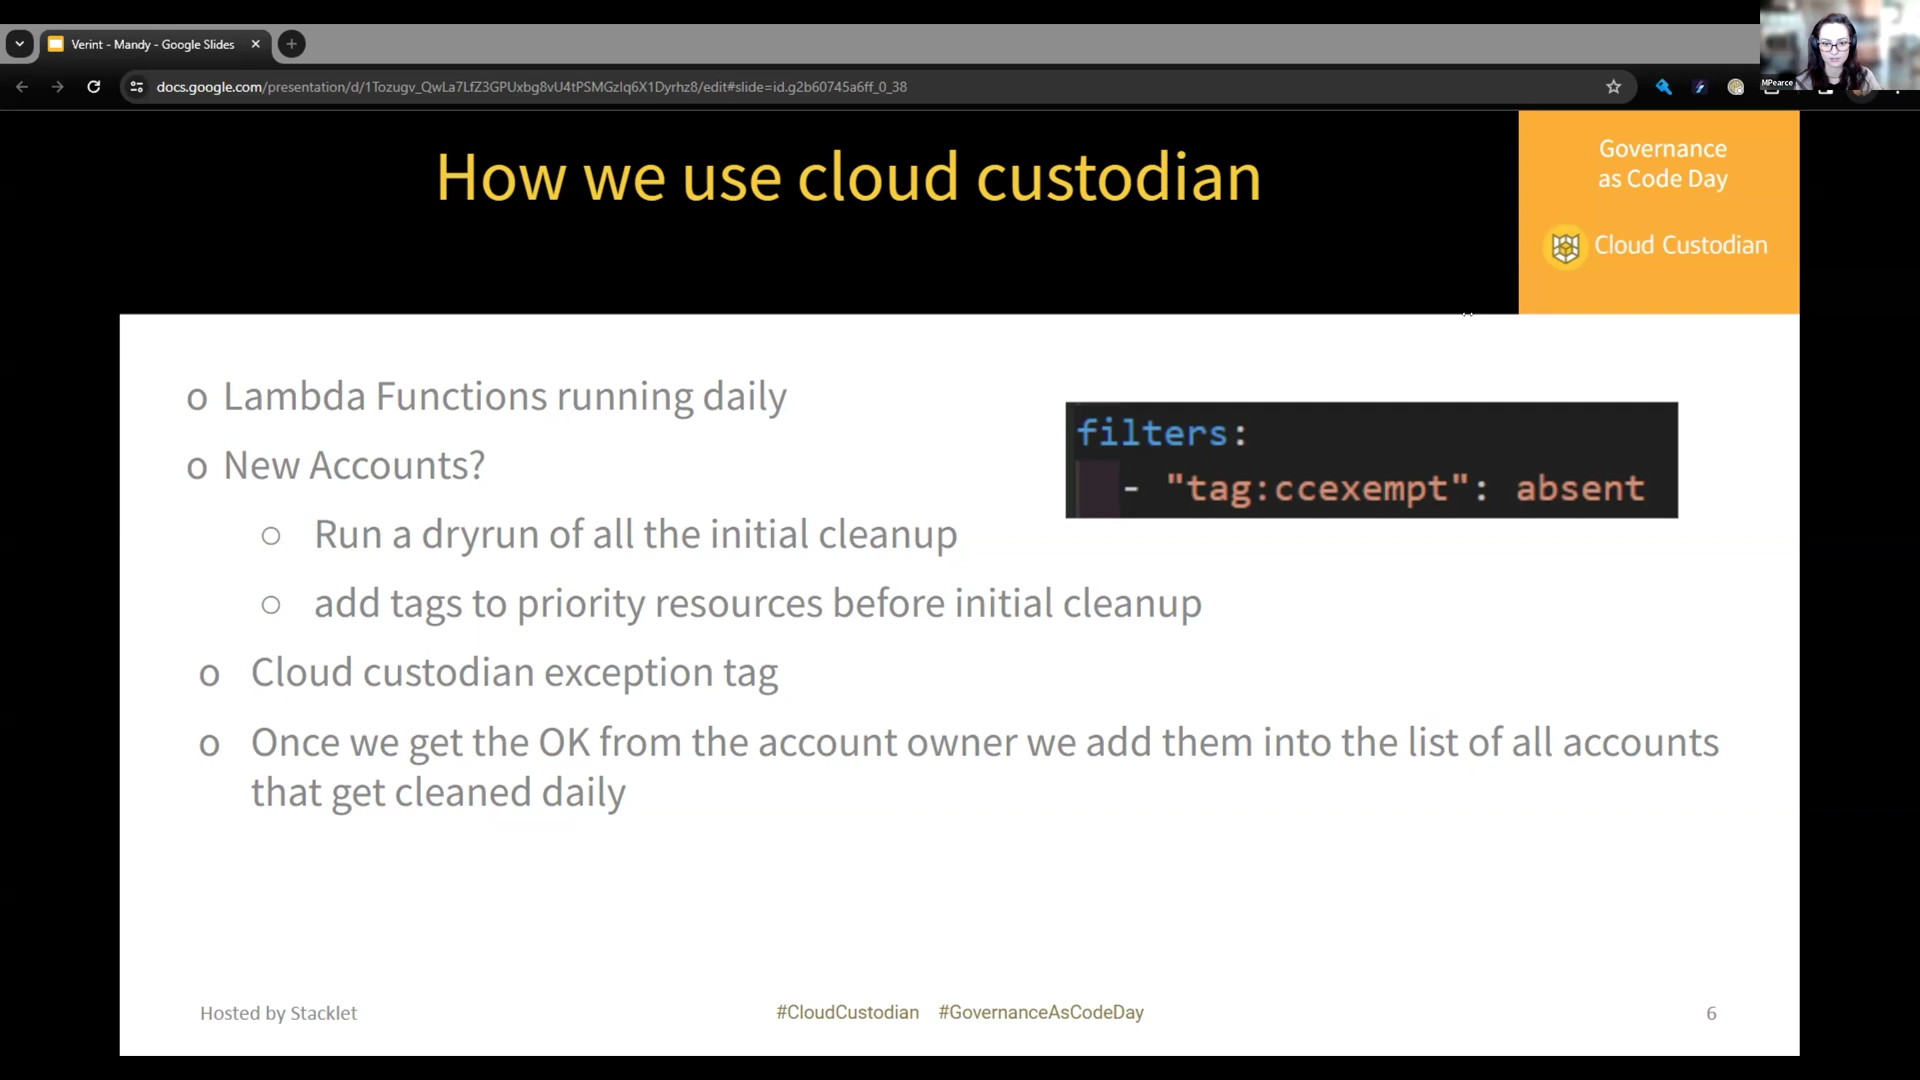 Verint - Mandy - Google Slides
docs.google.com/presentation/d/1Tozugv_QwLa7LfZ3GPUxbg8vU4tPSMGzlq6X1Dyrhz8/edit#slide=id.g2b60745a6ff_0_38
MPearce
How we use cloud custodian
Governance
as Code Day
Cloud Custodian
o Lambda Functions running daily
o New Accounts?
○ Run a dryrun of all the initial cleanup
○ add tags to priority resources before initial cleanup
o Cloud custodian exception tag
o Once we get the OK from the account owner we add them into the list of all accounts
that get cleaned daily
filters:
- "tag:ccexempt": absent
Hosted by Stacklet
#CloudCustodian #GovernanceAsCodeDay
6